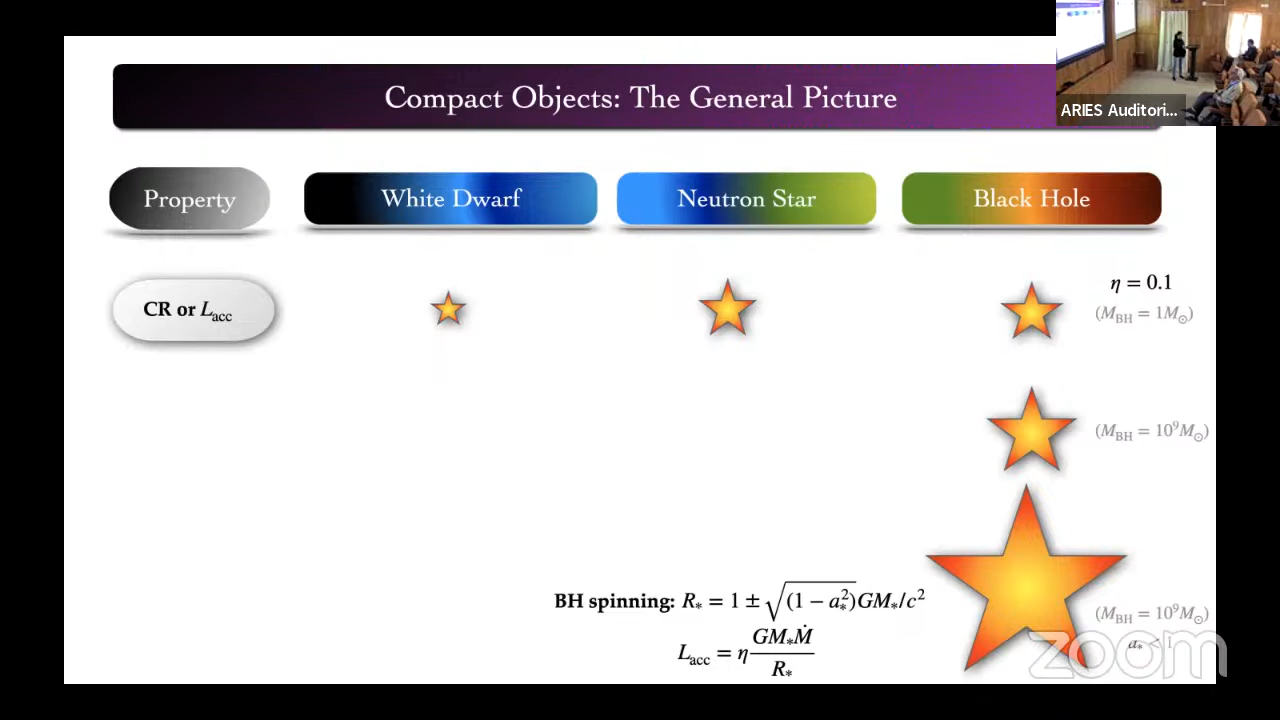 Compact Objects: The General Picture
ARIES Auditori...
Property
White Dwarf
Neutron Star
Black Hole
CR or L_acc
η = 0.1
(M_BH = 1M_⊙)
(M_BH = 10⁹M_⊙)
BH spinning: R_* = 1 ± √(1 − a_*²)GM_*/c²
L_acc = η GM_*Ṁ / R_*
(M_BH = 10⁹M_⊙)
a_* < 1
zoom